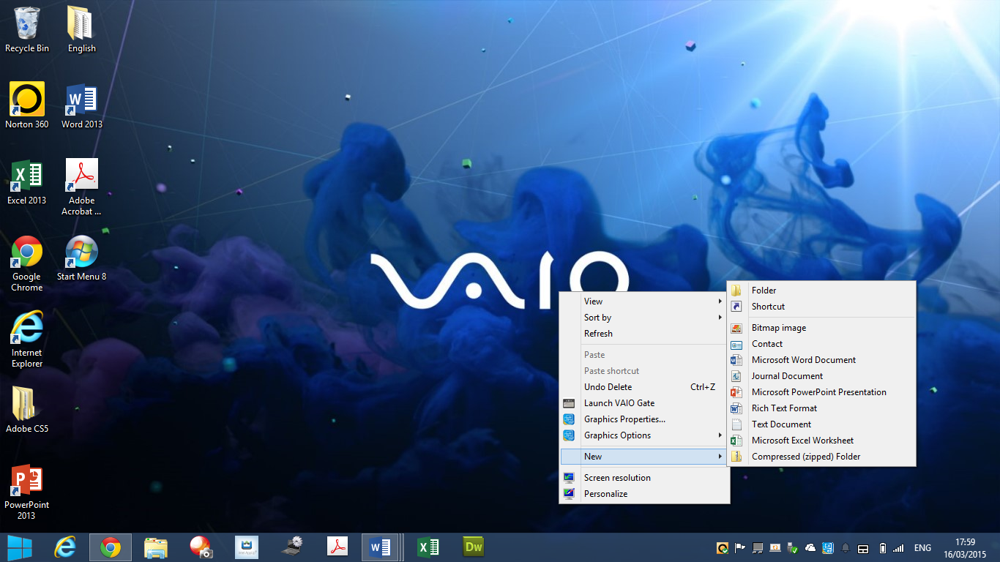 Recycle Bin
English
Norton 360
Word 2013
Excel 2013
Adobe
Acrobat ...
Google
Chrome
Start Menu 8
Internet
Explorer
Adobe CS5
PowerPoint
2013
VAIO
View
Sort by
Refresh
Paste
Paste shortcut
Undo Delete Ctrl+Z
Launch VAIO Gate
Graphics Properties...
Graphics Options
New
Screen resolution
Personalize
Folder
Shortcut
Bitmap image
Contact
Microsoft Word Document
Journal Document
Microsoft PowerPoint Presentation
Rich Text Format
Text Document
Microsoft Excel Worksheet
Compressed (zipped) Folder
Dw
ENG
17:59
16/03/2015